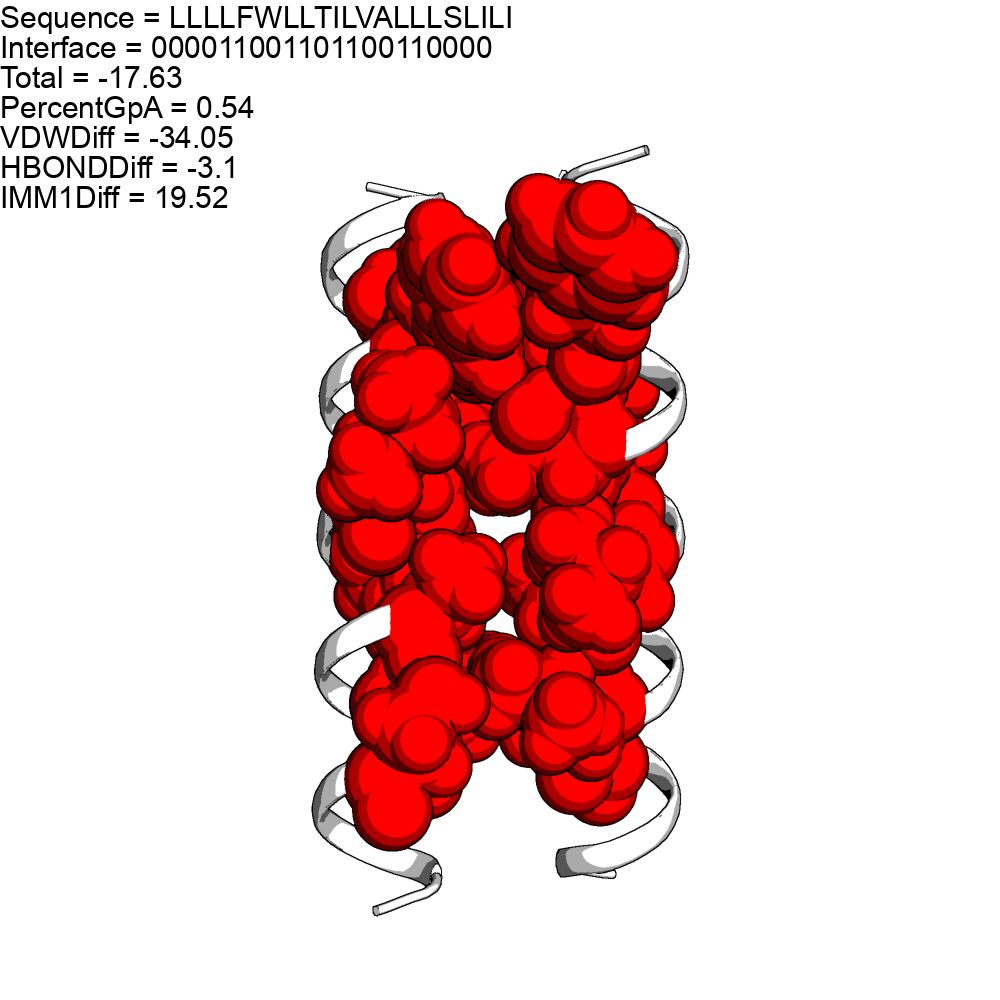 Sequence = LLLLFWLLTILVALLLSLILI
Interface = 000011001101100110000
Total = -17.63
PercentGpA = 0.54
VDWDiff = -34.05
HBONDDiff = -3.1
IMM1Diff = 19.52